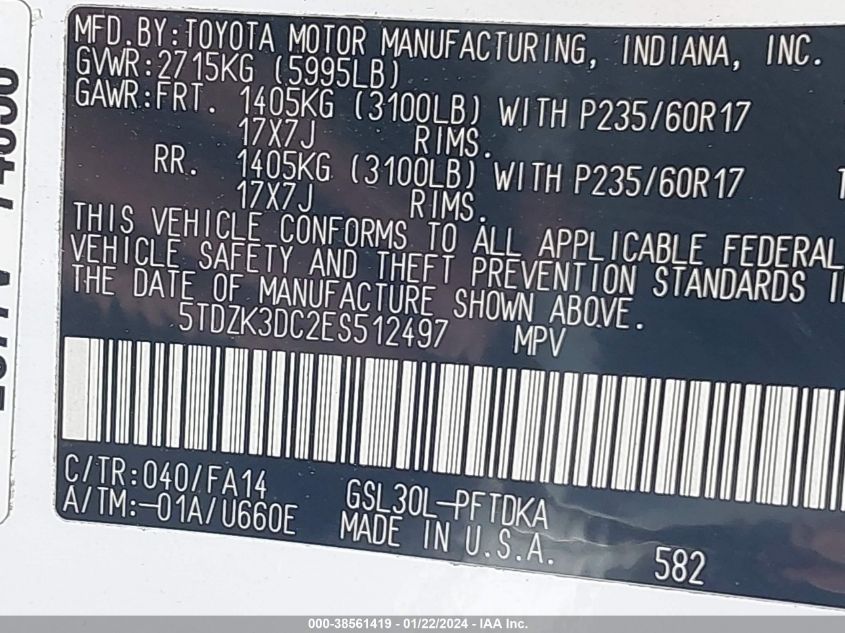 MFD.BY:TOYOTA MOTOR MANUFACTURING, INDIANA, INC.
GVWR:2715KG (5995LB)
GAWR:FRT. 1405KG (3100LB) WITH P235/60R17
17X7J RIMS.
RR. 1405KG (3100LB) WITH P235/60R17
17X7J RIMS.
THIS VEHICLE CONFORMS TO ALL APPLICABLE FEDERAL
VEHICLE SAFETY AND THEFT PREVENTION STANDARDS
THE DATE OF MANUFACTURE SHOWN ABOVE.
5TDZK3DC2ES512497 MPV
C/TR:040/FA14 GSL30L-PFTDKA
A/TM:-01A/U660E MADE IN U.S.A.
582
000-38561419 - 01/22/2024 - IAA Inc.